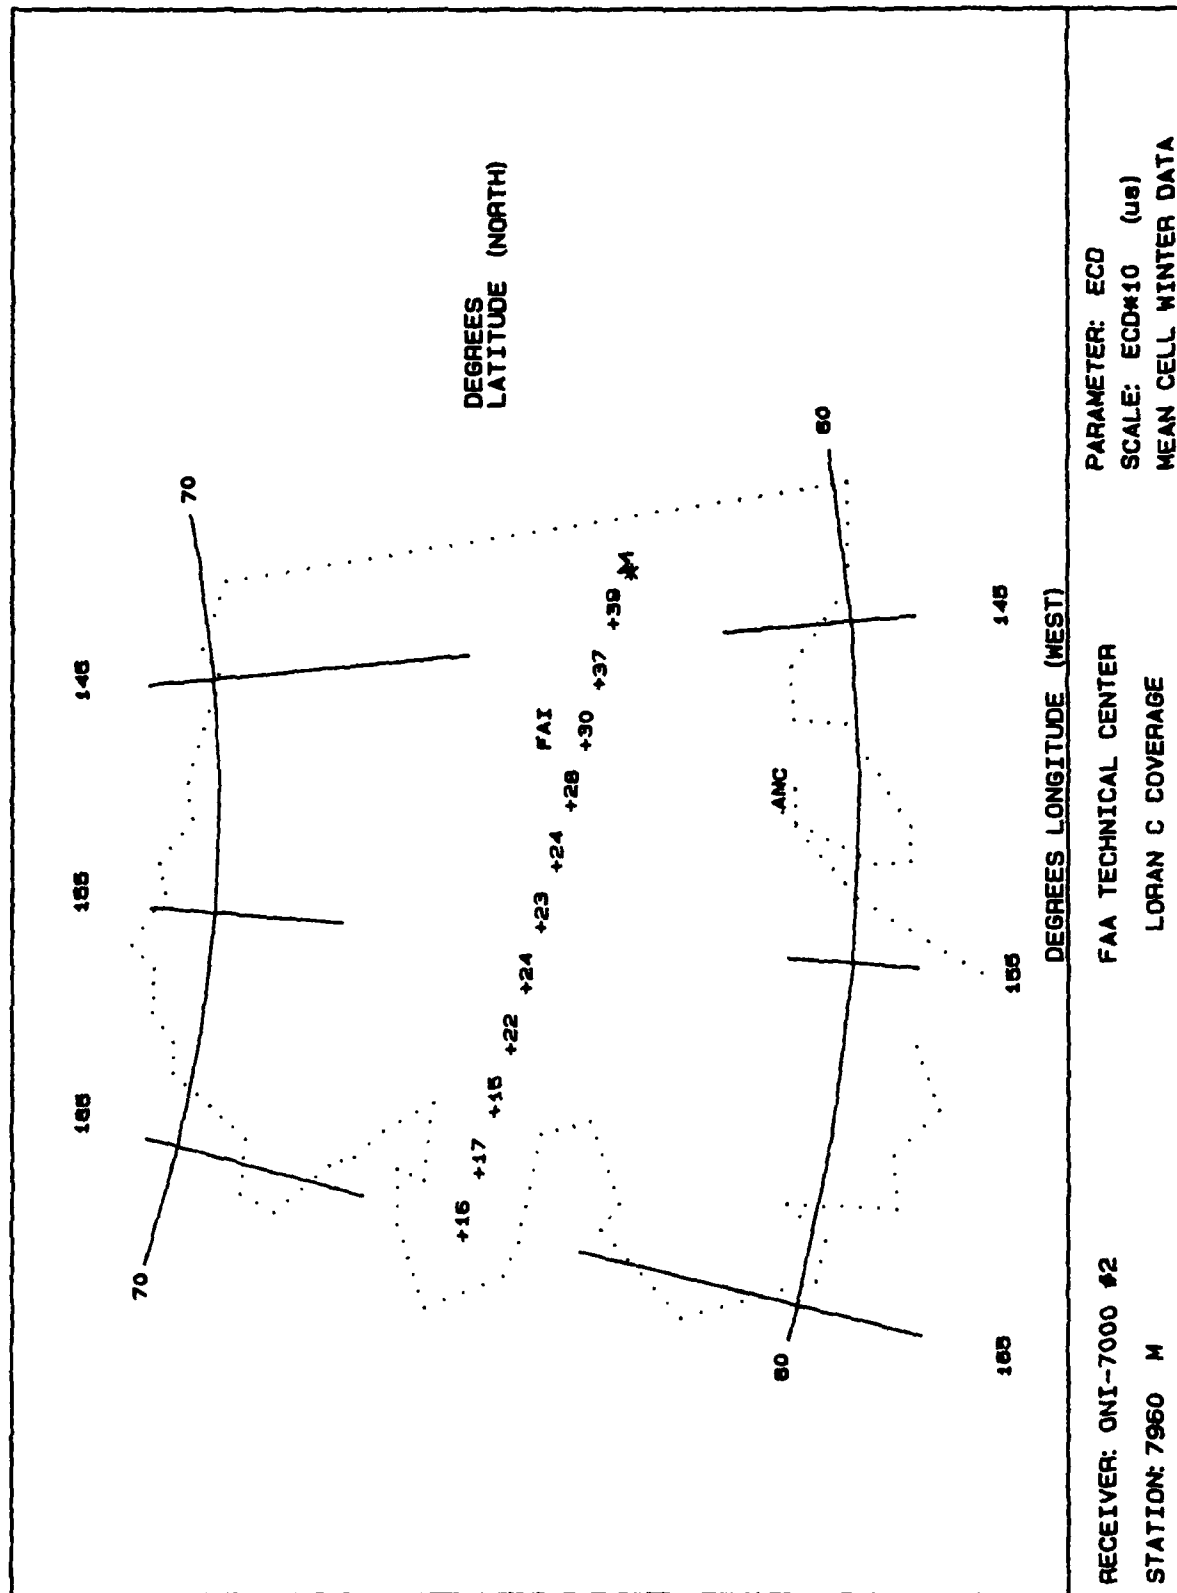 165
155
145
70
70
DEGREES
LATITUDE (NORTH)
+16
+17
+15
+22
+24
+23
+24
+28
+30
+37
+39
M
FAI
ANC
60
60
165
155
145
DEGREES LONGITUDE (WEST)
RECEIVER: ONI-7000 #2
FAA TECHNICAL CENTER
PARAMETER: ECD
SCALE: ECD*10 (us)
STATION: 7960 M
LORAN C COVERAGE
MEAN CELL WINTER DATA